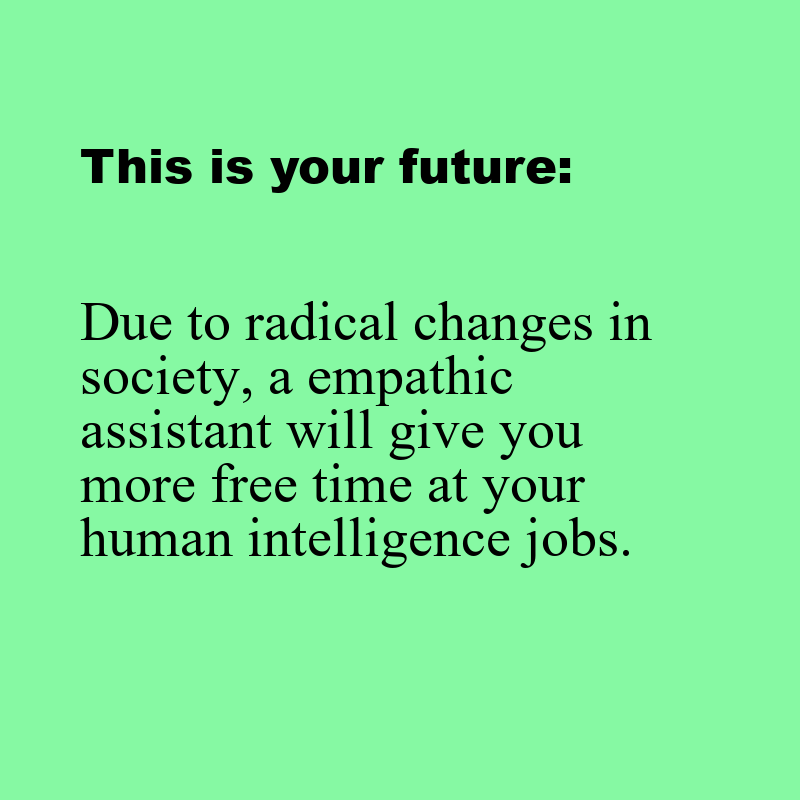 This is your future:
Due to radical changes in
society, a empathic
assistant will give you
more free time at your
human intelligence jobs.